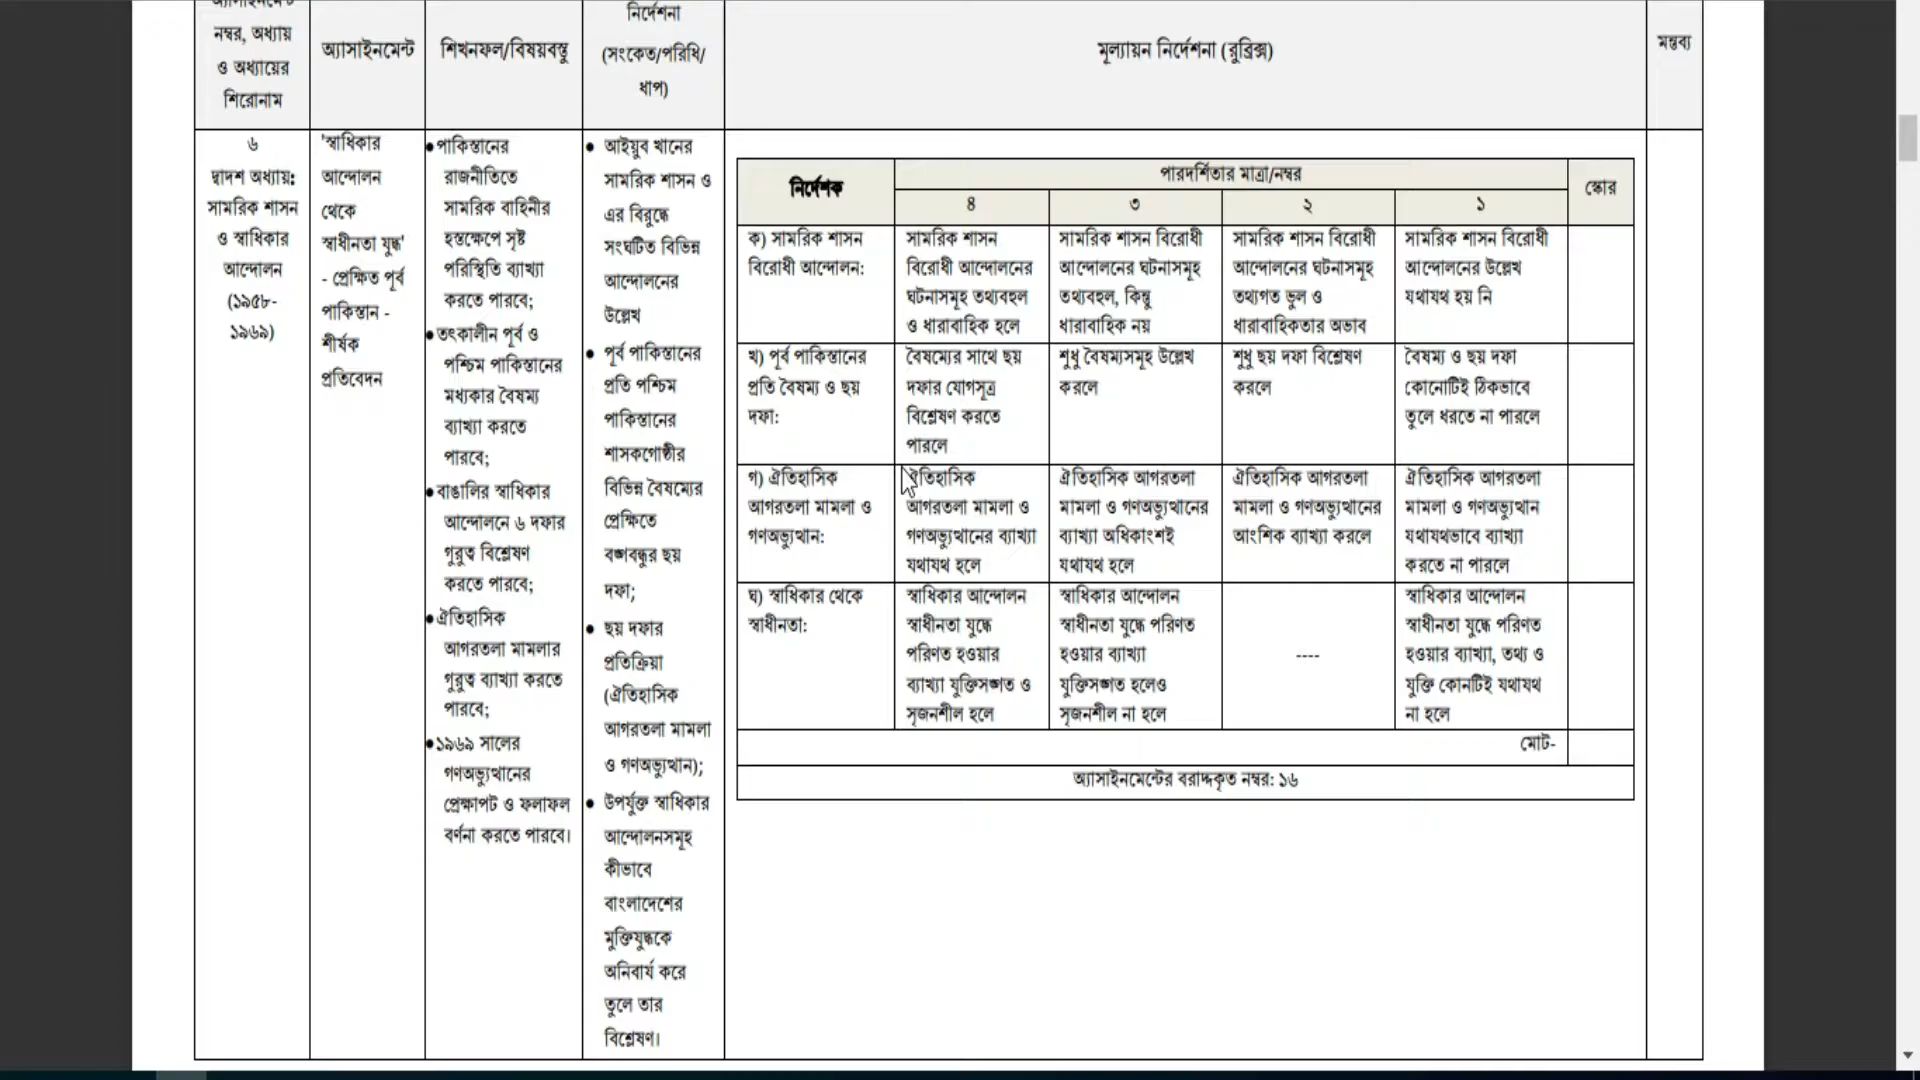 অ্যাসাইনমেন্ট
নম্বর, অধ্যায়
ও অধ্যায়ের
শিরোনাম
অ্যাসাইনমেন্ট
শিখনফল/বিষয়বস্তু
নির্দেশনা
(সংকেত/পরিধি/
ধাপ)
মূল্যায়ন নির্দেশনা (রুব্রিক্স)
মন্তব্য
৬
দ্বাদশ অধ্যায়:
সামরিক শাসন
ও স্বাধিকার
আন্দোলন
(১৯৫৮-
১৯৬৯)
'স্বাধিকার
আন্দোলন
থেকে
স্বাধীনতা যুদ্ধ'
- প্রেক্ষিত পূর্ব
পাকিস্তান -
শীর্ষক
প্রতিবেদন
●পাকিস্তানের
রাজনীতিতে
সামরিক বাহিনীর
হস্তক্ষেপে সৃষ্ট
পরিস্থিতি ব্যাখ্যা
করতে পারবে;
●তৎকালীন পূর্ব ও
পশ্চিম পাকিস্তানের
মধ্যকার বৈষম্য
ব্যাখ্যা করতে
পারবে;
●বাঙালির স্বাধিকার
আন্দোলনে ৬ দফার
গুরুত্ব বিশ্লেষণ
করতে পারবে;
●ঐতিহাসিক
আগরতলা মামলার
গুরুত্ব ব্যাখ্যা করতে
পারবে;
●১৯৬৯ সালের
গণঅভ্যুত্থানের
প্রেক্ষাপট ও ফলাফল
বর্ণনা করতে পারবে।
● আইয়ুব খানের
সামরিক শাসন ও
এর বিরুদ্ধে
সংঘটিত বিভিন্ন
আন্দোলনের
উল্লেখ
● পূর্ব পাকিস্তানের
প্রতি পশ্চিম
পাকিস্তানের
শাসকগোষ্ঠীর
বিভিন্ন বৈষম্যের
প্রেক্ষিতে
বঙ্গবন্ধুর ছয়
দফা;
● ছয় দফার
প্রতিক্রিয়া
(ঐতিহাসিক
আগরতলা মামলা
ও গণঅভ্যুত্থান);
● উপর্যুক্ত স্বাধিকার
আন্দোলনসমূহ
কীভাবে
বাংলাদেশের
মুক্তিযুদ্ধকে
অনিবার্য করে
তুলে তার
বিশ্লেষণ।
নির্দেশক
পারদর্শিতার মাত্রা/নম্বর
স্কোর
৪
৩
২
১
ক) সামরিক শাসন
বিরোধী আন্দোলন:
সামরিক শাসন
বিরোধী আন্দোলনের
ঘটনাসমূহ তথ্যবহুল
ও ধারাবাহিক হলে
সামরিক শাসন বিরোধী
আন্দোলনের ঘটনাসমূহ
তথ্যবহুল, কিন্তু
ধারাবাহিক নয়
সামরিক শাসন বিরোধী
আন্দোলনের ঘটনাসমূহ
তথ্যগত ভুল ও
ধারাবাহিকতার অভাব
সামরিক শাসন বিরোধী
আন্দোলনের উল্লেখ
যথাযথ হয় নি
খ) পূর্ব পাকিস্তানের
প্রতি বৈষম্য ও ছয়
দফা:
বৈষম্যের সাথে ছয়
দফার যোগসূত্র
বিশ্লেষণ করতে
পারলে
শুধু বৈষম্যসমূহ উল্লেখ
করলে
শুধু ছয় দফা বিশ্লেষণ
করলে
বৈষম্য ও ছয় দফা
কোনোটিই ঠিকভাবে
তুলে ধরতে না পারলে
গ) ঐতিহাসিক
আগরতলা মামলা ও
গণঅভ্যুত্থান:
ঐতিহাসিক
আগরতলা মামলা ও
গণঅভ্যুত্থানের ব্যাখ্যা
যথাযথ হলে
ঐতিহাসিক আগরতলা
মামলা ও গণঅভ্যুত্থানের
ব্যাখ্যা অধিকাংশই
যথাযথ হলে
ঐতিহাসিক আগরতলা
মামলা ও গণঅভ্যুত্থানের
আংশিক ব্যাখ্যা করলে
ঐতিহাসিক আগরতলা
মামলা ও গণঅভ্যুত্থান
যথাযথভাবে ব্যাখ্যা
করতে না পারলে
ঘ) স্বাধিকার থেকে
স্বাধীনতা:
স্বাধিকার আন্দোলন
স্বাধীনতা যুদ্ধে
পরিণত হওয়ার
ব্যাখ্যা যুক্তিসঙ্গত ও
সৃজনশীল হলে
স্বাধিকার আন্দোলন
স্বাধীনতা যুদ্ধে পরিণত
হওয়ার ব্যাখ্যা
যুক্তিসঙ্গত হলেও
সৃজনশীল না হলে
----
স্বাধিকার আন্দোলন
স্বাধীনতা যুদ্ধে পরিণত
হওয়ার ব্যাখ্যা, তথ্য ও
যুক্তি কোনটিই যথাযথ
না হলে
মোট-
অ্যাসাইনমেন্টের বরাদ্দকৃত নম্বর: ১৬